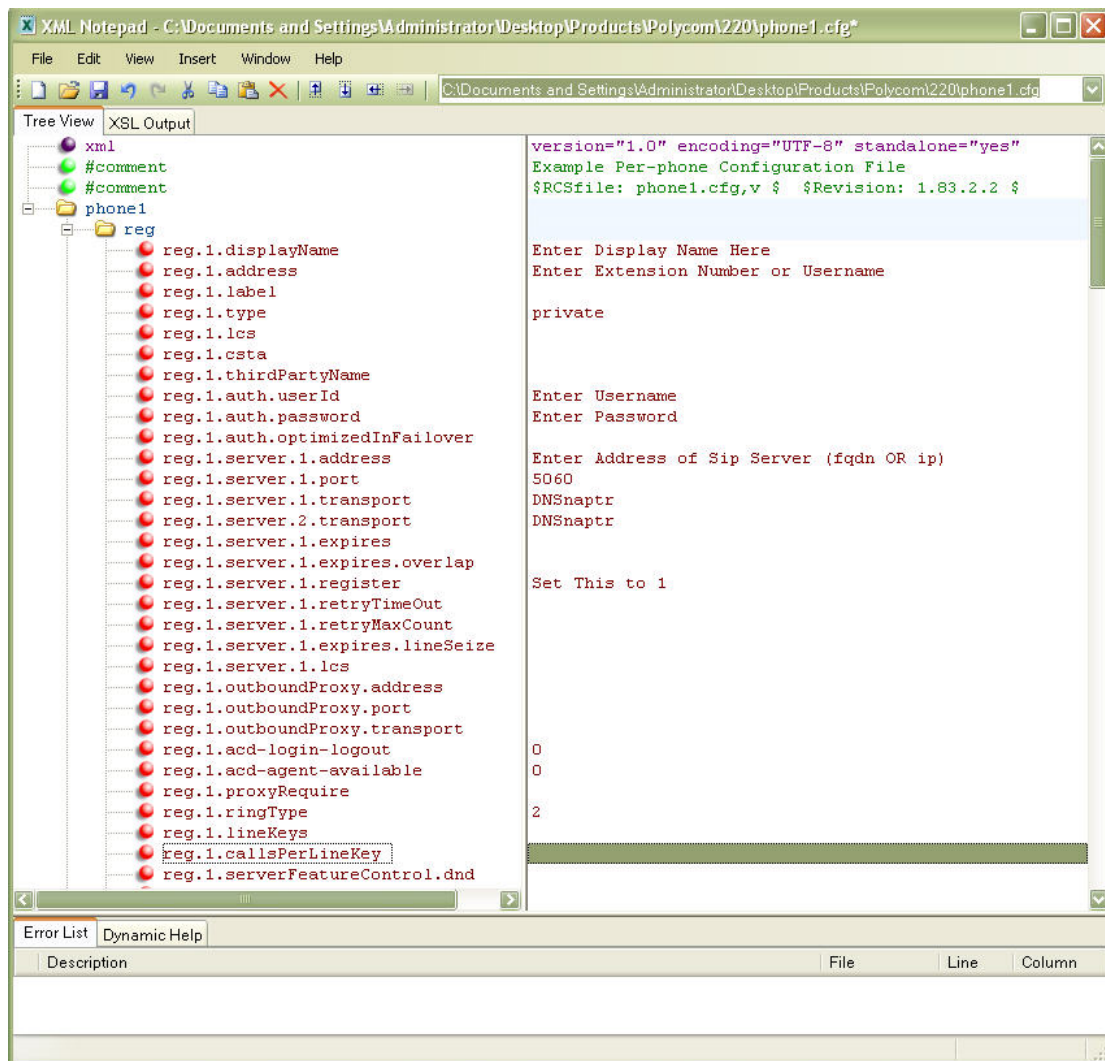 XML Notepad - C:\Documents and Settings\Administrator\Desktop\Products\Polycom\220\phone1.cfg*
File Edit View Insert Window Help
C:\Documents and Settings\Administrator\Desktop\Products\Polycom\220\phone1.cfg
Tree View XSL Output
xml version="1.0" encoding="UTF-8" standalone="yes"
#comment Example Per-phone Configuration File
#comment $RCSfile: phone1.cfg,v $ $Revision: 1.83.2.2 $
phone1
reg
reg.1.displayName Enter Display Name Here
reg.1.address Enter Extension Number or Username
reg.1.label
reg.1.type private
reg.1.lcs
reg.1.csta
reg.1.thirdPartyName
reg.1.auth.userId Enter Username
reg.1.auth.password Enter Password
reg.1.auth.optimizedInFailover
reg.1.server.1.address Enter Address of Sip Server (fqdn OR ip)
reg.1.server.1.port 5060
reg.1.server.1.transport DNSnaptr
reg.1.server.2.transport DNSnaptr
reg.1.server.1.expires
reg.1.server.1.expires.overlap
reg.1.server.1.register Set This to 1
reg.1.server.1.retryTimeOut
reg.1.server.1.retryMaxCount
reg.1.server.1.expires.lineSeize
reg.1.server.1.lcs
reg.1.outboundProxy.address
reg.1.outboundProxy.port
reg.1.outboundProxy.transport
reg.1.acd-login-logout 0
reg.1.acd-agent-available 0
reg.1.proxyRequire
reg.1.ringType 2
reg.1.lineKeys
reg.1.callsPerLineKey
reg.1.serverFeatureControl.dnd
Error List Dynamic Help
Description File Line Column